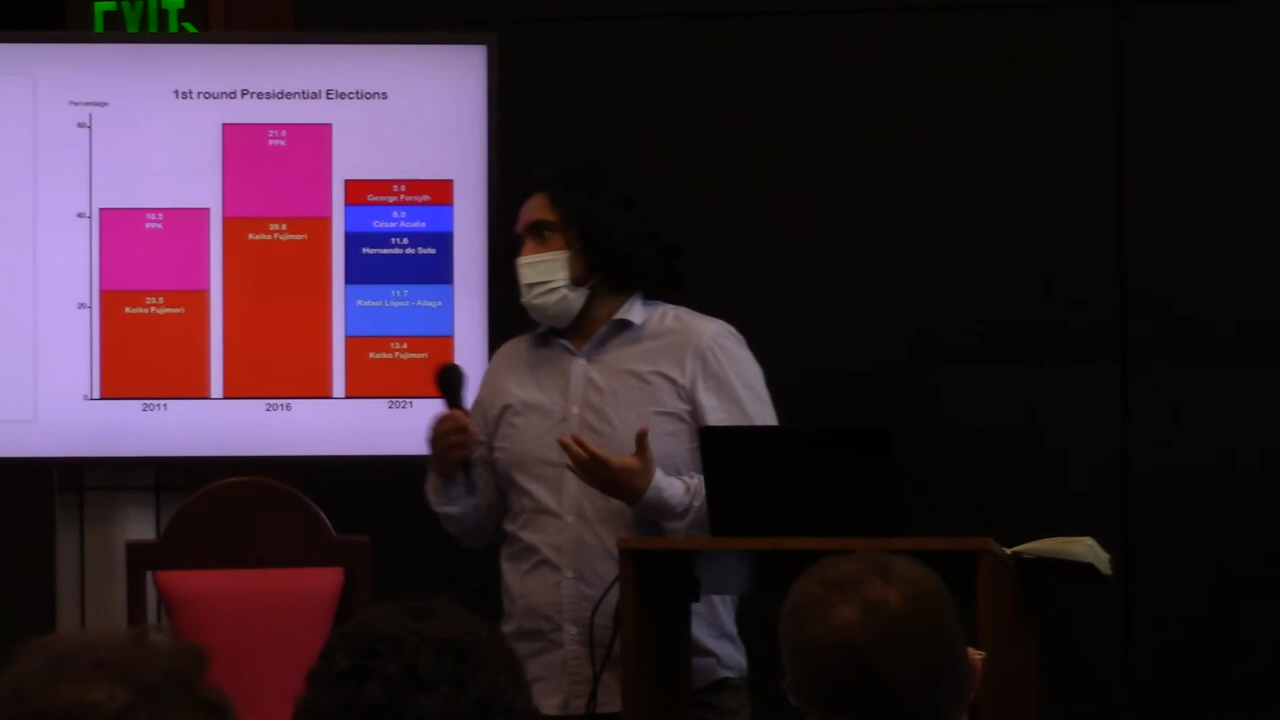 EXIT
1st round Presidential Elections
Percentage
60
40
20
0
18.5
PPK
23.5
Keiko Fujimori
2011
21.0
PPK
39.8
Keiko Fujimori
2016
George Forsyth
6.0
César Acuña
11.6
Hernando de Soto
11.7
Rafael López - Aliaga
13.4
Keiko Fujimori
2021